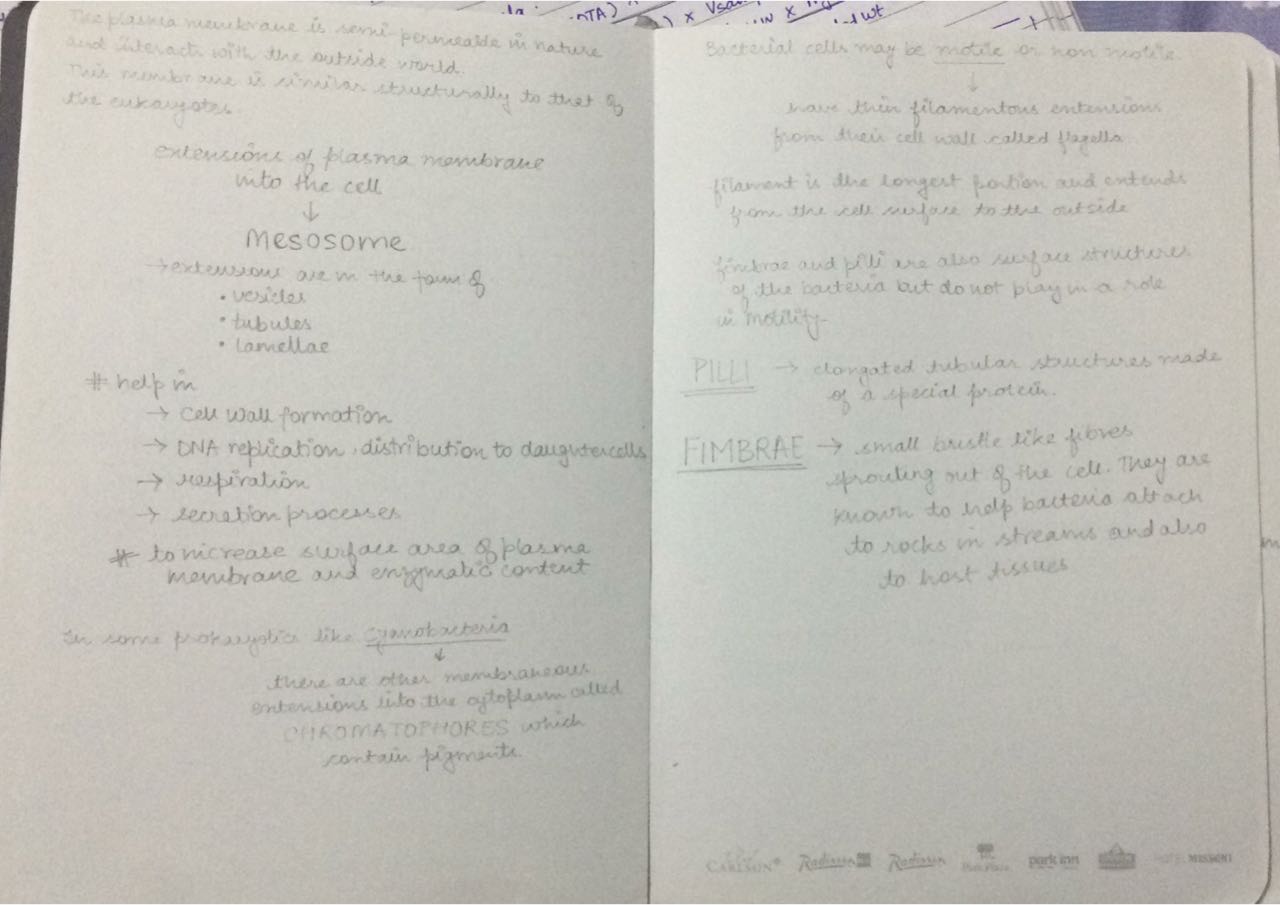 The plasma membrane is semi-permeable in nature
and interact with the outside world.
This membrane is similar structurally to that of
the eukaryotes.
extensions of plasma membrane
into the cell
↓
Mesosome
→ extensions are in the form of
• vesicles
• tubules
• lamellae
# help in
→ Cell wall formation
→ DNA replication, distribution to daughter cells
→ respiration
→ secretion processes
# to increase surface area of plasma
membrane and enzymatic content
In some prokaryotics like Cyanobacteria
↓
there are other membraneous
extensions into the cytoplasm called
CHROMATOPHORES which
contain pigments.
Bacterial cells may be motile or non motile.
↓
have thin filamentous extensions
from their cell wall called flagella
filament is the longest portion and extends
from the cell surface to the outside
fimbrae and pili are also surface structures
of the bacteria but do not play in a role
in motility-
PILLI → elongated tubular structures made
of a special protein.
FIMBRAE → small bristle like fibres
sprouting out of the cell. They are
known to help bacteria attach
to rocks in streams and also
to host tissues
CARLSON Radisson BLU Radisson park inn HOTEL MISSONI